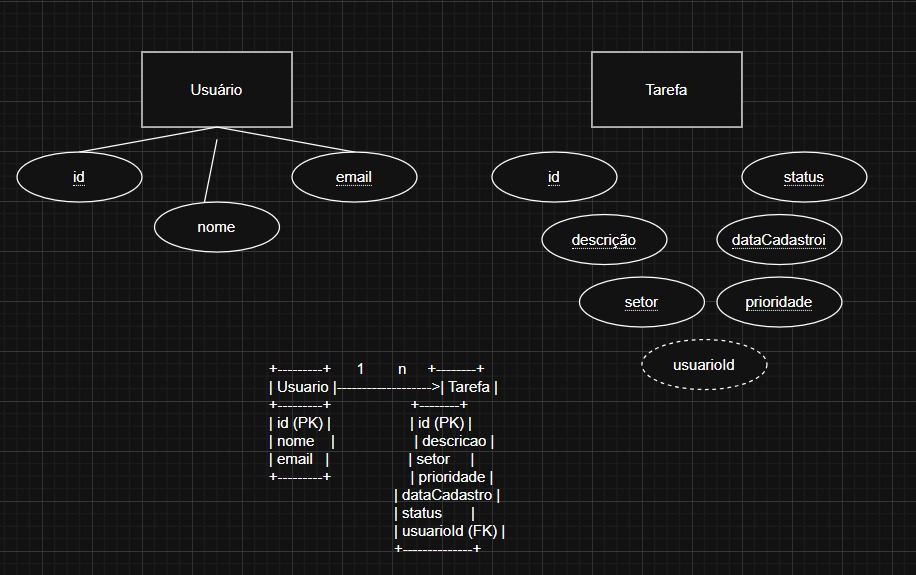 Usuário
Tarefa
id
email
nome
id
status
descrição
dataCadastroi
setor
prioridade
usuarioId
+---------+ 1 n +--------+
| Usuario |------------------->| Tarefa |
+---------+ +--------+
| id (PK) | | id (PK) |
| nome | | descricao |
| email | | setor |
+---------+ | prioridade |
| dataCadastro |
| status |
| usuarioId (FK) |
+--------------+